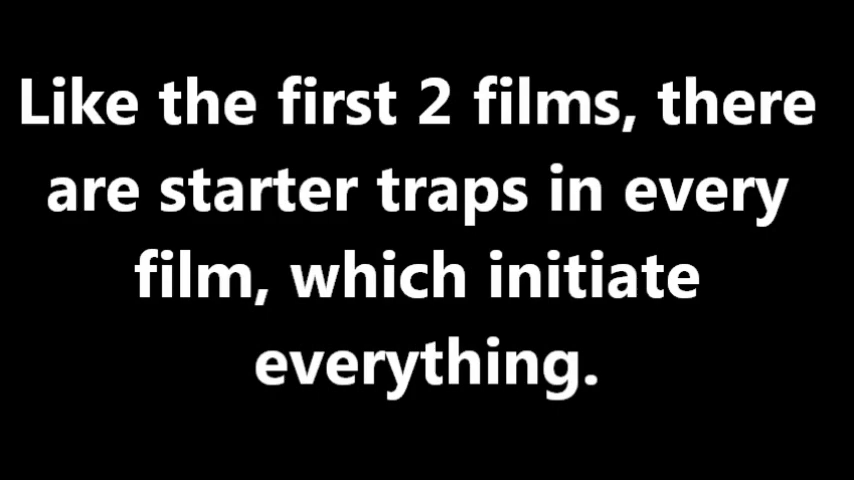 Like the first 2 films, there
are starter traps in every
film, which initiate
everything.